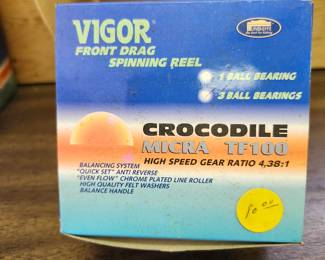 VIGOR®
FRONT DRAG
SPINNING REEL
1 BALL BEARING
3 BALL BEARINGS
CROCODILE
MICRA TF100
HIGH SPEED GEAR RATIO 4,38:1
BALANCING SYSTEM
"QUICK SET" ANTI REVERSE
"EVEN FLOW" CHROME PLATED LINE ROLLER
HIGH QUALITY FELT WASHERS
BALANCE HANDLE
10.00